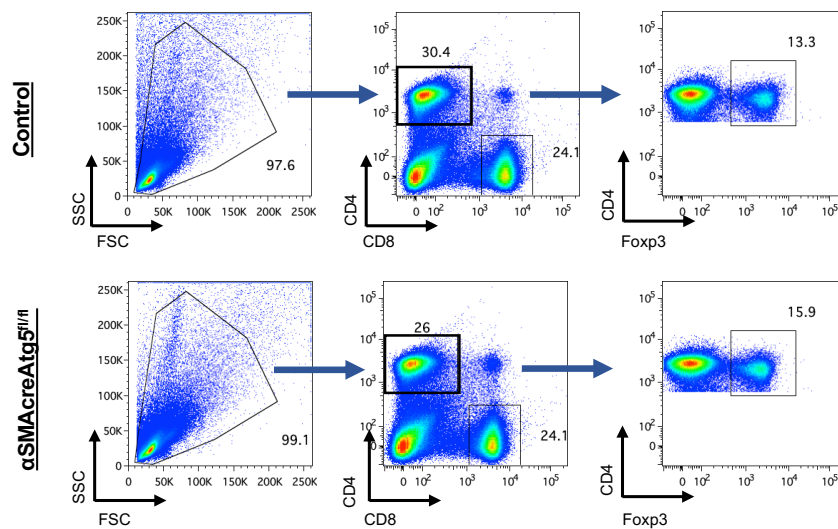 Control
250K
200K
150K
100K
50K
0
97.6
SSC
FSC
0 50K 100K 150K 200K 250K
10⁵
10⁴
10³
10²
0
30.4
24.1
CD4
CD8
0 10² 10³ 10⁴ 10⁵
10⁵
10⁴
10³
10²
0
13.3
CD4
Foxp3
0 10² 10³ 10⁴ 10⁵
αSMAcreAtg5fl/fl
250K
200K
150K
100K
50K
0
99.1
SSC
FSC
0 50K 100K 150K 200K 250K
10⁵
10⁴
10³
10²
0
26
24.1
CD4
CD8
0 10² 10³ 10⁴ 10⁵
10⁵
10⁴
10³
10²
0
15.9
CD4
Foxp3
0 10² 10³ 10⁴ 10⁵